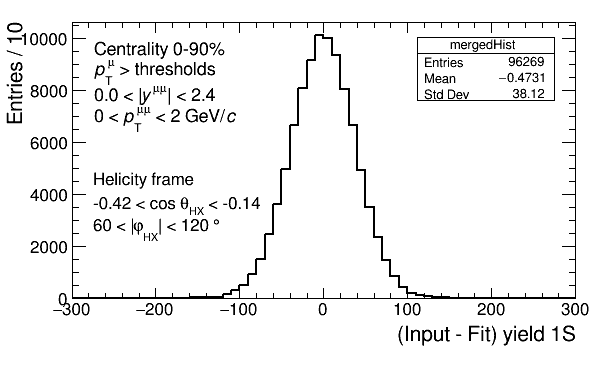 Entries / 10
10000
8000
6000
4000
2000
0
Centrality 0-90%
p_T^μ > thresholds
0.0 < |y^μμ| < 2.4
0 < p_T^μμ < 2 GeV/c
Helicity frame
-0.42 < cos θ_HX < -0.14
60 < |φ_HX| < 120 °
mergedHist
Entries 96269
Mean −0.4731
Std Dev 38.12
−300 −200 −100 0 100 200 300
(Input - Fit) yield 1S